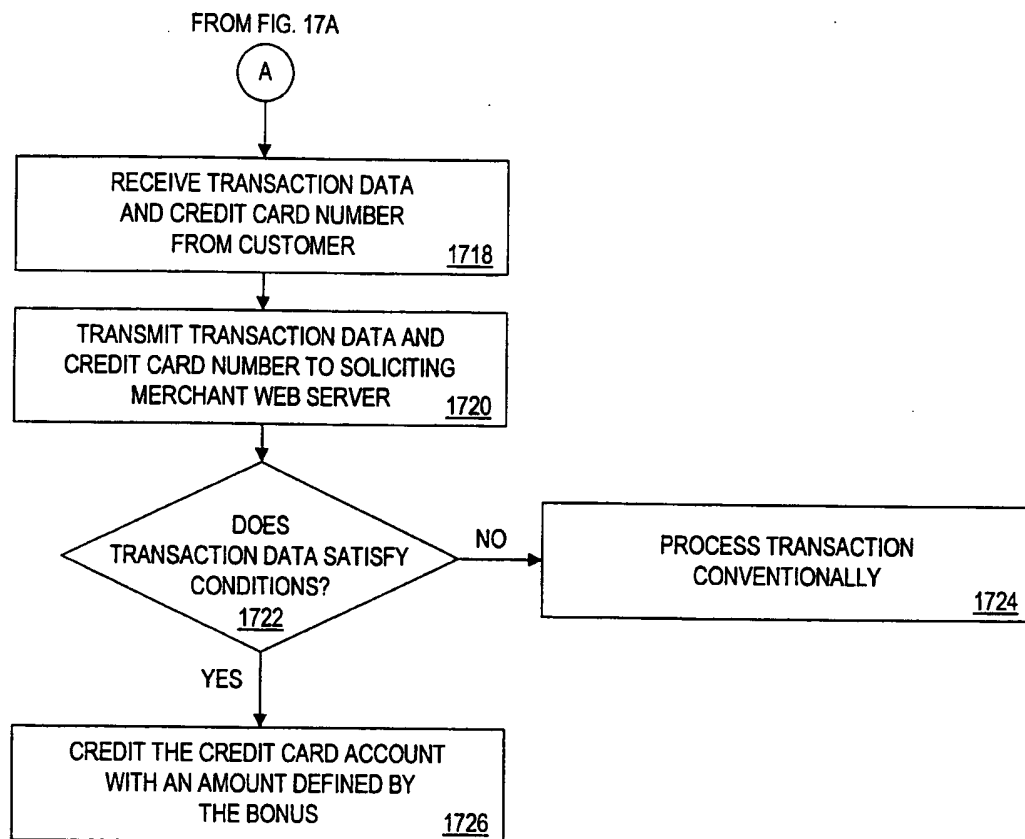 FROM FIG. 17A
A
RECEIVE TRANSACTION DATA
AND CREDIT CARD NUMBER
FROM CUSTOMER
1718
TRANSMIT TRANSACTION DATA AND
CREDIT CARD NUMBER TO SOLICITING
MERCHANT WEB SERVER
1720
DOES
TRANSACTION DATA SATISFY
CONDITIONS?
1722
NO
PROCESS TRANSACTION
CONVENTIONALLY
1724
YES
CREDIT THE CREDIT CARD ACCOUNT
WITH AN AMOUNT DEFINED BY
THE BONUS
1726